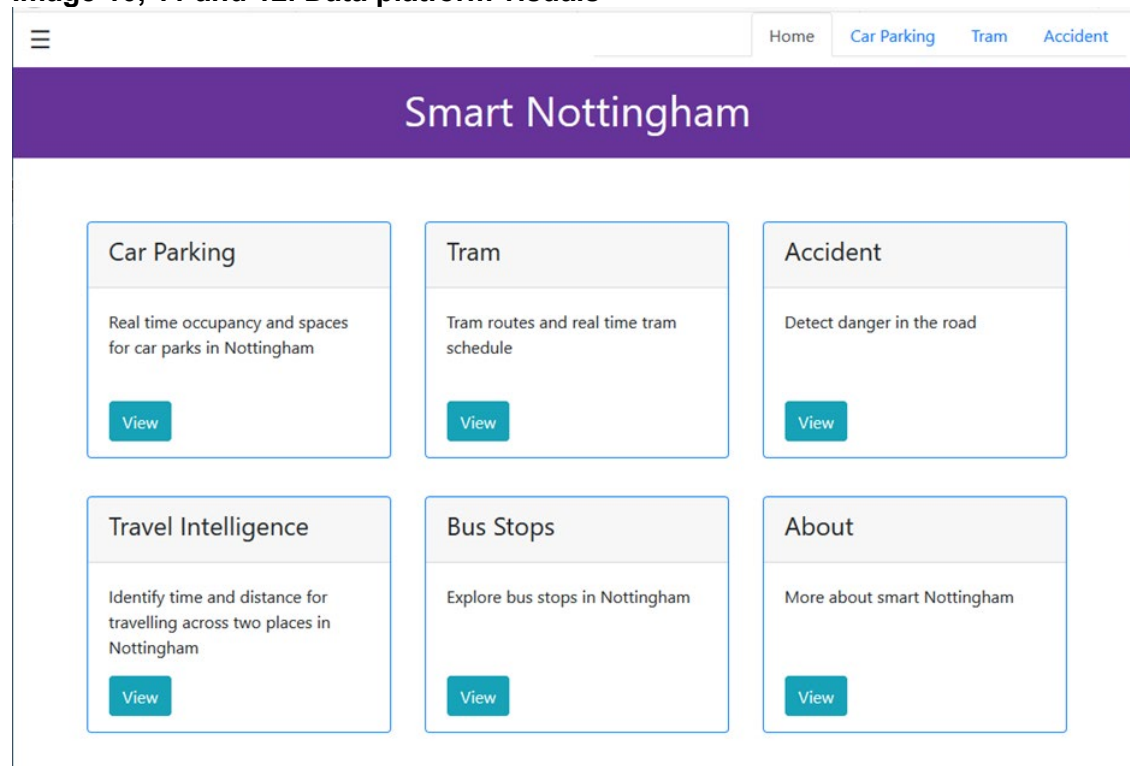 Image 10, 11 and 12: Data platform visuals
☰
Home Car Parking Tram Accident
Smart Nottingham
Car Parking
Real time occupancy and spaces
for car parks in Nottingham
View
Tram
Tram routes and real time tram
schedule
View
Accident
Detect danger in the road
View
Travel Intelligence
Identify time and distance for
travelling across two places in
Nottingham
View
Bus Stops
Explore bus stops in Nottingham
View
About
More about smart Nottingham
View